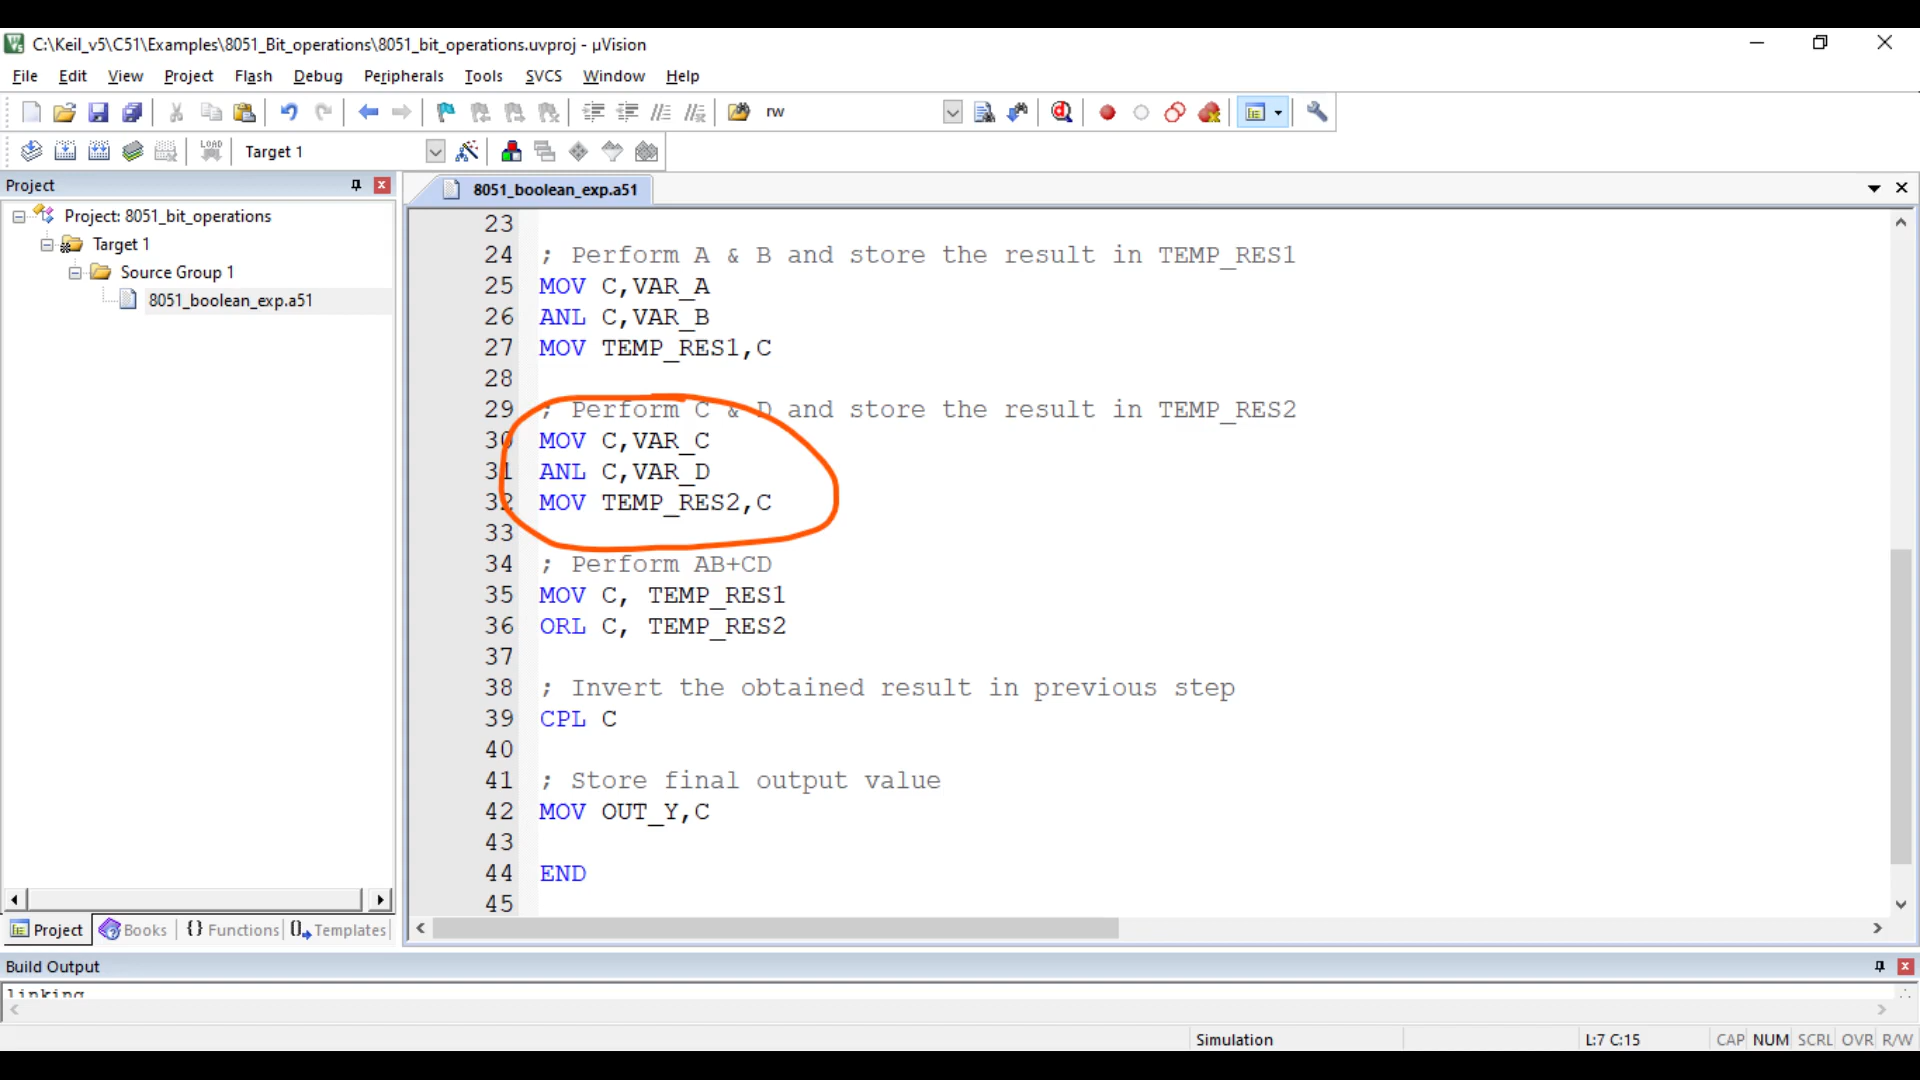 C:\Keil_v5\C51\Examples\8051_Bit_operations\8051_bit_operations.uvproj - µVision
File Edit View Project Flash Debug Peripherals Tools SVCS Window Help
rw
LOAD Target 1
Project
8051_boolean_exp.a51
Project: 8051_bit_operations
Target 1
Source Group 1
8051_boolean_exp.a51
23
24 ; Perform A & B and store the result in TEMP_RES1
25 MOV C,VAR_A
26 ANL C,VAR_B
27 MOV TEMP_RES1,C
28
29 ; Perform C & D and store the result in TEMP_RES2
30 MOV C,VAR_C
31 ANL C,VAR_D
32 MOV TEMP_RES2,C
33
34 ; Perform AB+CD
35 MOV C, TEMP_RES1
36 ORL C, TEMP_RES2
37
38 ; Invert the obtained result in previous step
39 CPL C
40
41 ; Store final output value
42 MOV OUT_Y,C
43
44 END
45
Project Books {} Functions Templates
Build Output
linking
Simulation L:7 C:15 CAP NUM SCRL OVR R/W